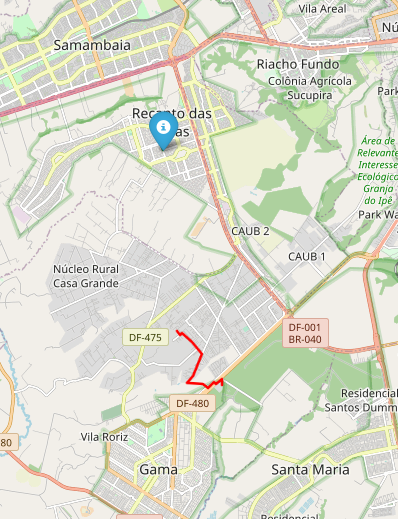 Vila Areal
Samambaia
Riacho Fundo
Colônia Agrícola
Sucupira
Recanto das
Área de
Relevante
Interesse
Ecológico
Granja
do Ipê
Park Wa
CAUB 2
CAUB 1
Núcleo Rural
Casa Grande
DF-475
DF-001
BR-040
DF-480
Residencial
Santos Dumm
80
Vila Roriz
Gama
Santa Maria
Residencial